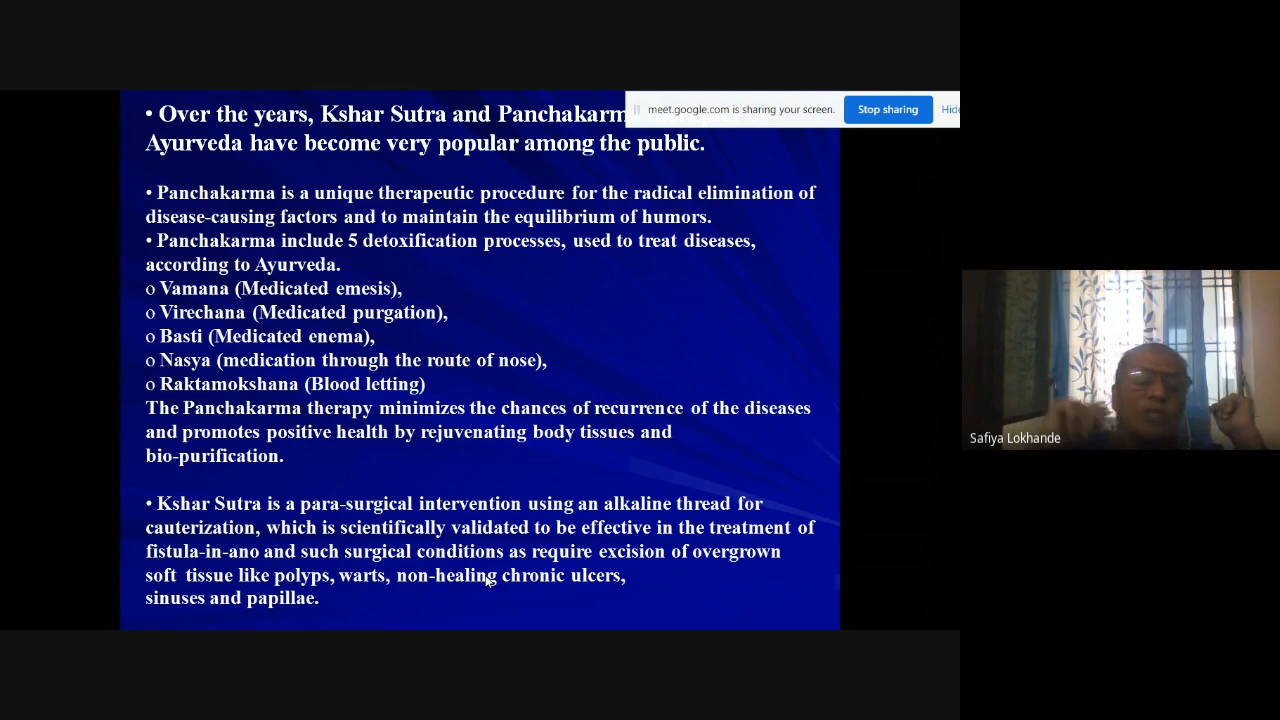 • Over the years, Kshar Sutra and Panchakarm
meet.google.com is sharing your screen.
Stop sharing
Hide
Ayurveda have become very popular among the public.
• Panchakarma is a unique therapeutic procedure for the radical elimination of
disease-causing factors and to maintain the equilibrium of humors.
• Panchakarma include 5 detoxification processes, used to treat diseases,
according to Ayurveda.
o Vamana (Medicated emesis),
o Virechana (Medicated purgation),
o Basti (Medicated enema),
o Nasya (medication through the route of nose),
o Raktamokshana (Blood letting)
The Panchakarma therapy minimizes the chances of recurrence of the diseases
and promotes positive health by rejuvenating body tissues and
bio-purification.
• Kshar Sutra is a para-surgical intervention using an alkaline thread for
cauterization, which is scientifically validated to be effective in the treatment of
fistula-in-ano and such surgical conditions as require excision of overgrown
soft tissue like polyps, warts, non-healing chronic ulcers,
sinuses and papillae.
Safiya Lokhande